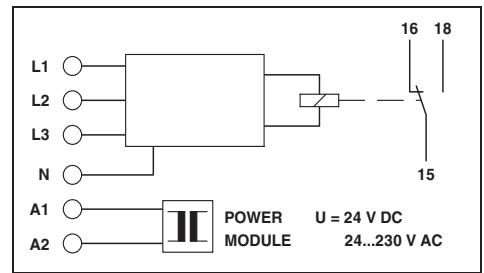 16 18
L1
L2
L3
N
15
A1
POWER U = 24 V DC
A2
MODULE 24...230 V AC